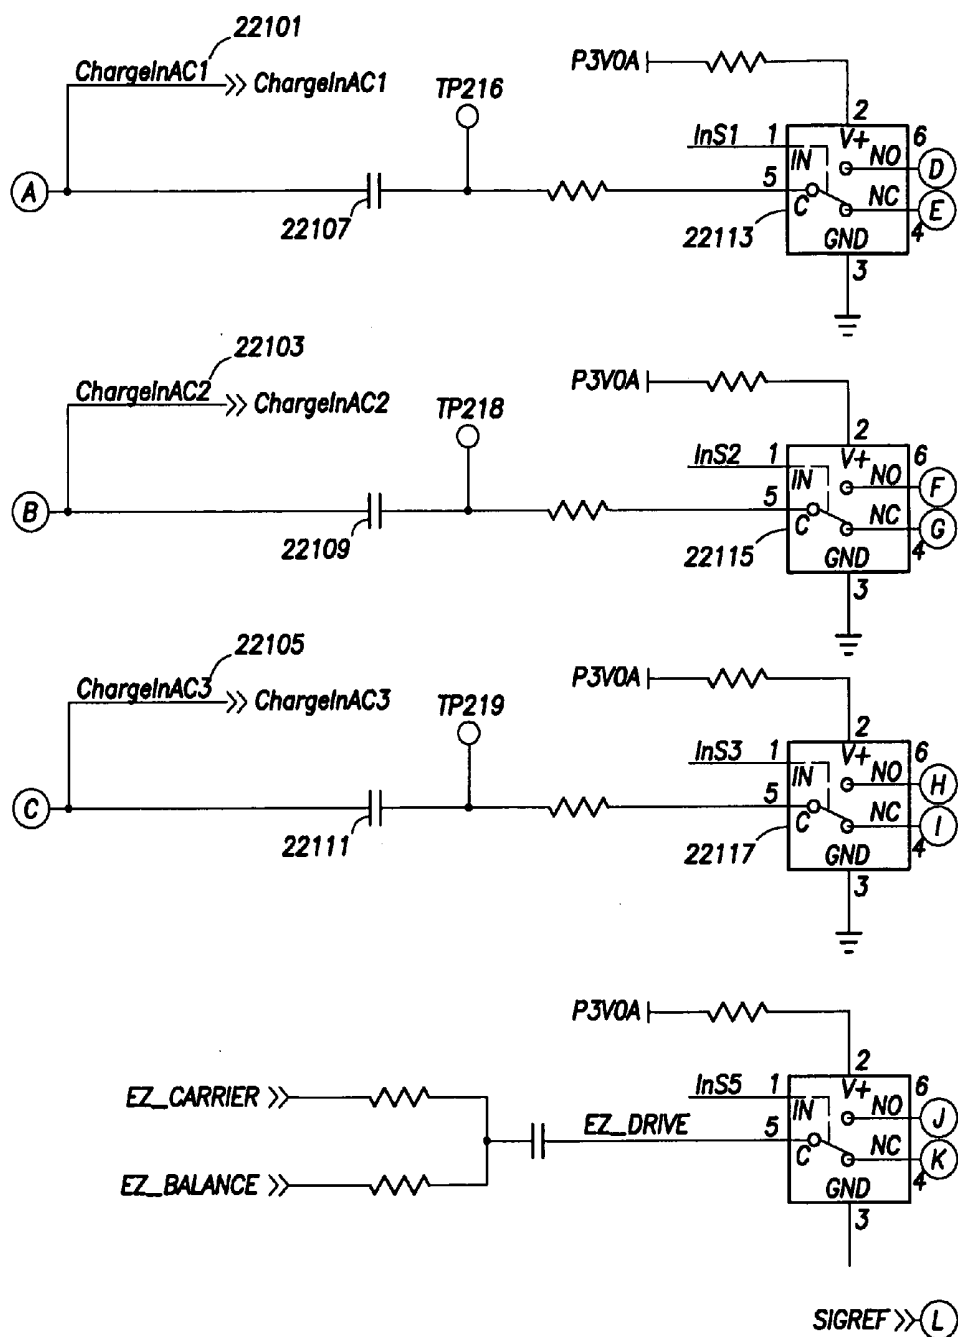 22101
ChargeInAC1
ChargeInAC1
TP216
P3V0A
2
InS1
1
V+
6
IN
NO
D
A
5
C
NC
E
22107
22113
GND
4
3
22103
ChargeInAC2
ChargeInAC2
TP218
P3V0A
2
InS2
1
V+
6
IN
NO
F
B
5
C
NC
G
22109
22115
GND
4
3
22105
ChargeInAC3
ChargeInAC3
TP219
P3V0A
2
InS3
1
V+
6
IN
NO
H
C
5
C
NC
I
22111
22117
GND
4
3
P3V0A
2
EZ_CARRIER
InS5
1
V+
6
IN
NO
J
EZ_DRIVE
5
C
NC
K
EZ_BALANCE
GND
4
3
SIGREF
L